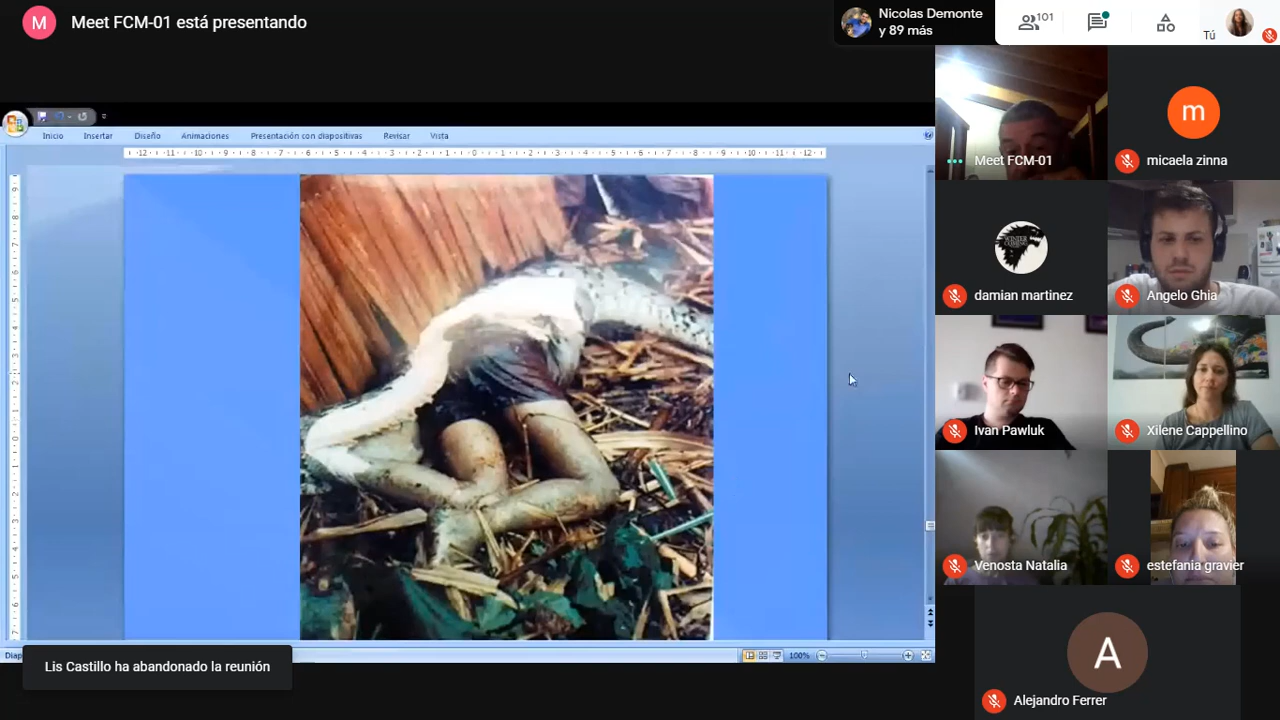 M
Meet FCM-01 está presentando
Nicolas Demonte
y 89 más
101
Tú
Inicio Insertar Diseño Animaciones Presentación con diapositivas Revisar Vista
Meet FCM-01
m
micaela zinna
WINTER
damian martinez
Angelo Ghia
Ivan Pawluk
Xilene Cappellino
Venosta Natalia
estefania gravier
Lis Castillo ha abandonado la reunión
100%
A
Alejandro Ferrer